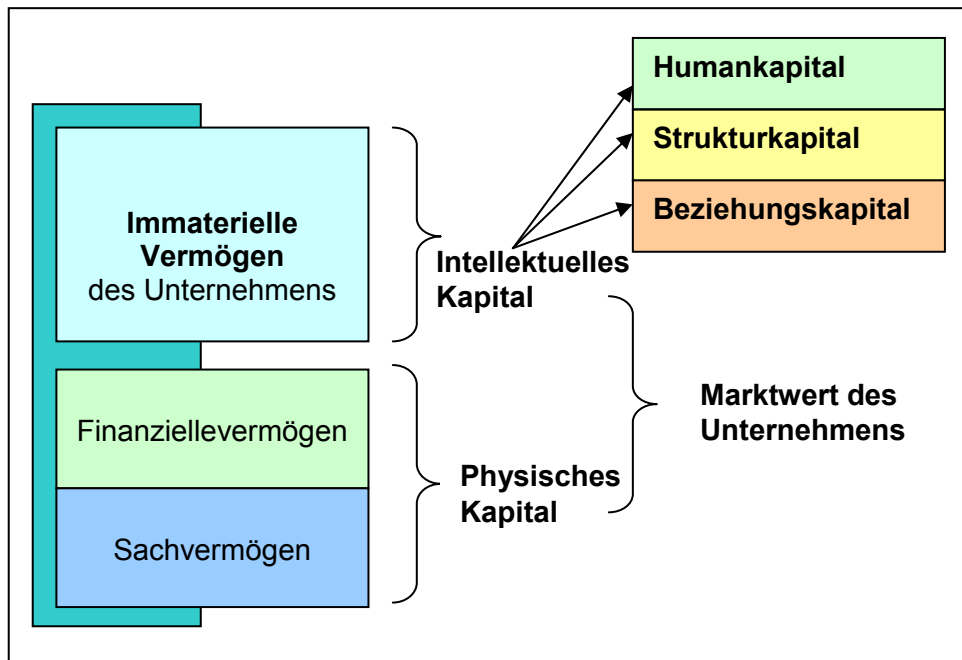 Humankapital
Strukturkapital
Beziehungskapital
Immaterielle
Vermögen
des Unternehmens
Intellektuelles
Kapital
Finanziellevermögen
Sachvermögen
Physisches
Kapital
Marktwert des
Unternehmens